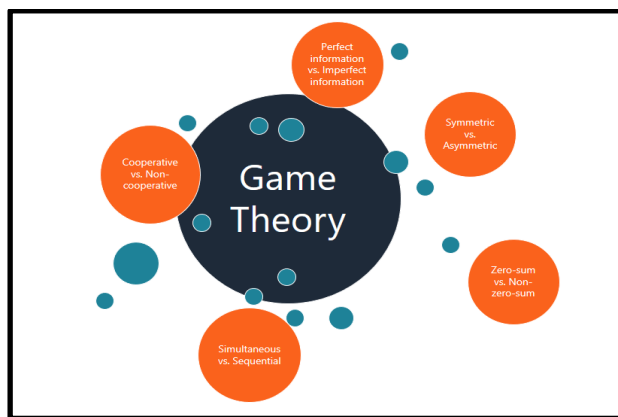 Perfect
information
vs. Imperfect
information
Symmetric
vs.
Asymmetric
Cooperative
vs. Non-
cooperative
Game
Theory
Zero-sum
vs. Non-
zero-sum
Simultaneous
vs. Sequential